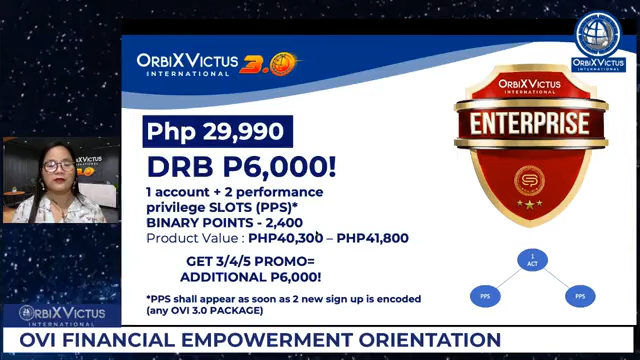 ORBIXVICTUS 3.0
INTERNATIONAL
ORBIXVICTUS
INTERNATIONAL
Php 29,990
DRB P6,000!
1 account + 2 performance
privilege SLOTS (PPS)*
BINARY POINTS - 2,400
Product Value : PHP40,300 – PHP41,800
GET 3/4/5 PROMO=
ADDITIONAL P6,000!
*PPS shall appear as soon as 2 new sign up is encoded
(any OVI 3.0 PACKAGE)
ORBIXVICTUS
INTERNATIONAL
ENTERPRISE
1
ACT
PPS
PPS
ORBIXVICTUS
INTERNATIONAL
OVI FINANCIAL EMPOWERMENT ORIENTATION